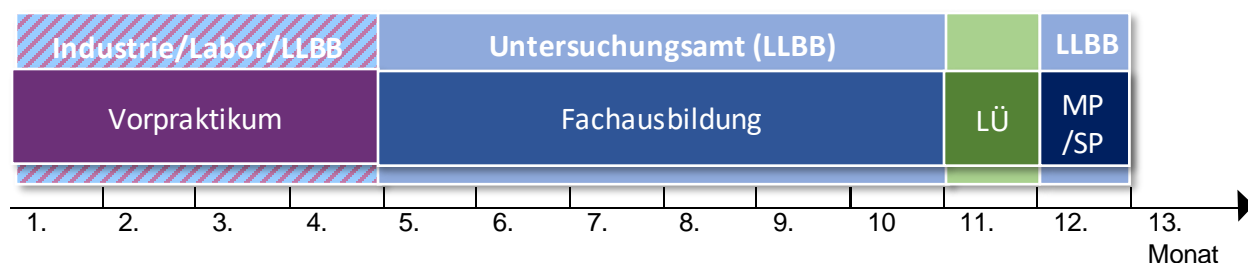 Industrie/Labor/LLBB Untersuchungsamt (LLBB) LLBB
Vorpraktikum Fachausbildung LÜ MP
/SP
1. 2. 3. 4. 5. 6. 7. 8. 9. 10 11. 12. 13.
Monat